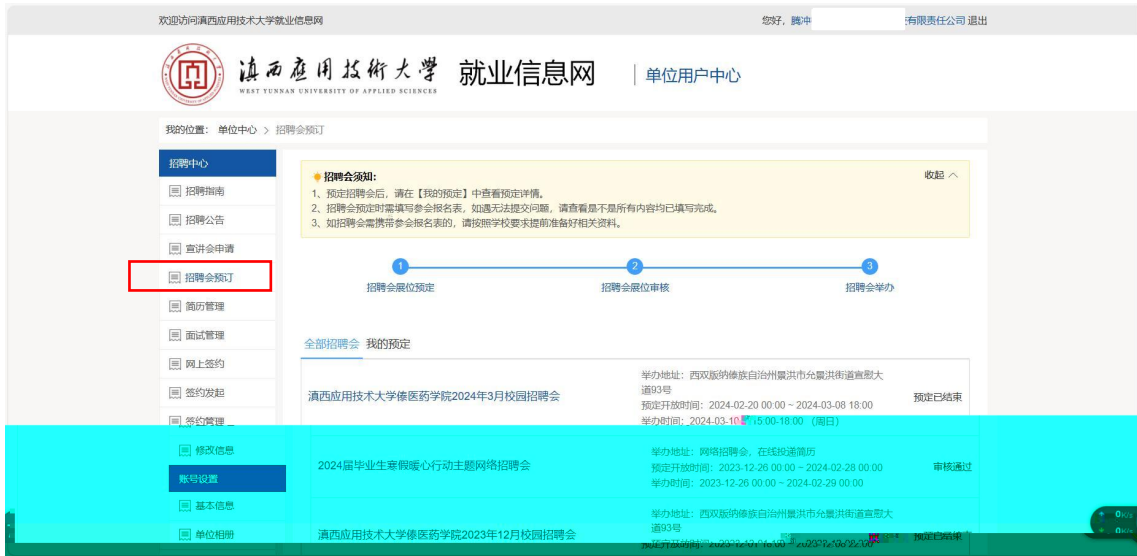 欢迎访问滇西应用技术大学就业信息网
您好，腾冲 有限责任公司 退出
滇西应用技术大学 就业信息网 单位用户中心
WEST YUNNAN UNIVERSITY OF APPLIED SCIENCES
我的位置： 单位中心 > 招聘会预订
招聘中心
招聘指南
招聘公告
宣讲会申请
招聘会预订
简历管理
面试管理
网上签约
签约发起
签约管理
修改信息
账号设置
基本信息
单位相册
招聘会须知：
收起
1、预定招聘会后，请在【我的预定】中查看预定详情。
2、招聘会预定时需填写参会报名表，如遇无法提交问题，请查看是不是所有内容均已填写完成。
3、如招聘会需携带参会报名表的，请按照学校要求提前准备好相关资料。
1 2 3
招聘会展位预定 招聘会展位审核 招聘会举办
全部招聘会 我的预定
滇西应用技术大学傣医药学院2024年3月校园招聘会
举办地址：西双版纳傣族自治州景洪市允景洪街道宣慰大
道93号
预定开放时间：2024-02-20 00:00 ~ 2024-03-08 18:00
举办时间：2024-03-10 15:00-18:00 (周日)
预定已结束
2024届毕业生寒假暖心行动主题网络招聘会
举办地址：网络招聘会，在线投递简历
预定开放时间：2023-12-26 00:00 ~ 2024-02-28 00:00
举办时间：2023-12-26 00:00 ~ 2024-02-29 00:00
审核通过
滇西应用技术大学傣医药学院2023年12月校园招聘会
举办地址：西双版纳傣族自治州景洪市允景洪街道宣慰大
道93号
预定已结束
0K/s
0K/s